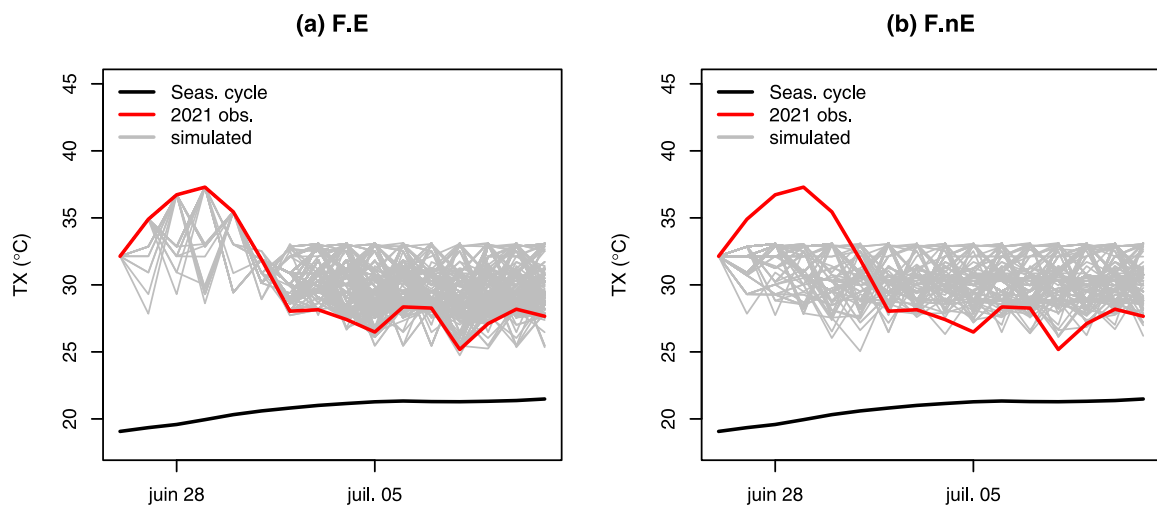 (a) F.E
TX (°C)
45
40
35
30
25
20
Seas. cycle
2021 obs.
simulated
juin 28
juil. 05
(b) F.nE
TX (°C)
45
40
35
30
25
20
Seas. cycle
2021 obs.
simulated
juin 28
juil. 05